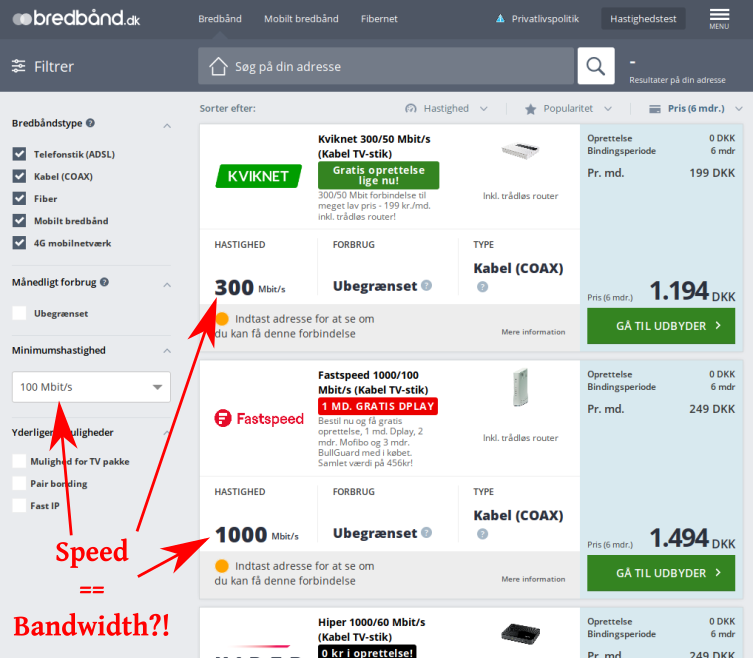 bredbånd.dk
Bredbånd
Mobilt bredbånd
Fibernet
Privatlivspolitik
Hastighedstest
MENU
Filtrer
Søg på din adresse
-
Resultater på din adresse
Sorter efter:
Hastighed
Popularitet
Pris (6 mdr.)
Bredbåndstype ?
Telefonstik (ADSL)
Kabel (COAX)
Fiber
Mobilt bredbånd
4G mobilnetværk
Månedligt forbrug ?
Ubegrænset
Minimumshastighed
100 Mbit/s
Mulighed for TV pakke
Pair bonding
Fast IP
Speed
==
Bandwidth?!
KVIKNET
Kviknet 300/50 Mbit/s
(Kabel TV-stik)
Gratis oprettelse
lige nu!
300/50 Mbit forbindelse til
meget lav pris - 199 kr./md.
inkl. trådløs router!
Inkl. trådløs router
Oprettelse 0 DKK
Bindingsperiode 6 mdr
Pr. md. 199 DKK
HASTIGHED
300 Mbit/s
FORBRUG
Ubegrænset ?
TYPE
Kabel (COAX)
?
Pris (6 mdr.) 1.194 DKK
GÅ TIL UDBYDER
Indtast adresse for at se om
du kan få denne forbindelse
Mere information
Fastspeed
Fastspeed 1000/100
Mbit/s (Kabel TV-stik)
1 MD. GRATIS DPLAY
Bestil nu og få gratis
oprettelse, 1 md. Dplay, 2
mdr. Mofibo og 3 mdr.
BullGuard med i købet.
Samlet værdi på 456kr!
Inkl. trådløs router
Oprettelse 0 DKK
Bindingsperiode 6 mdr
Pr. md. 249 DKK
HASTIGHED
1000 Mbit/s
FORBRUG
Ubegrænset ?
TYPE
Kabel (COAX)
?
Pris (6 mdr.) 1.494 DKK
GÅ TIL UDBYDER
Indtast adresse for at se om
du kan få denne forbindelse
Mere information
Hiper 1000/60 Mbit/s
(Kabel TV-stik)
0 kr i oprettelse!
Oprettelse 0 DKK
Bindingsperiode 6 mdr
Pr. md. 249 DKK